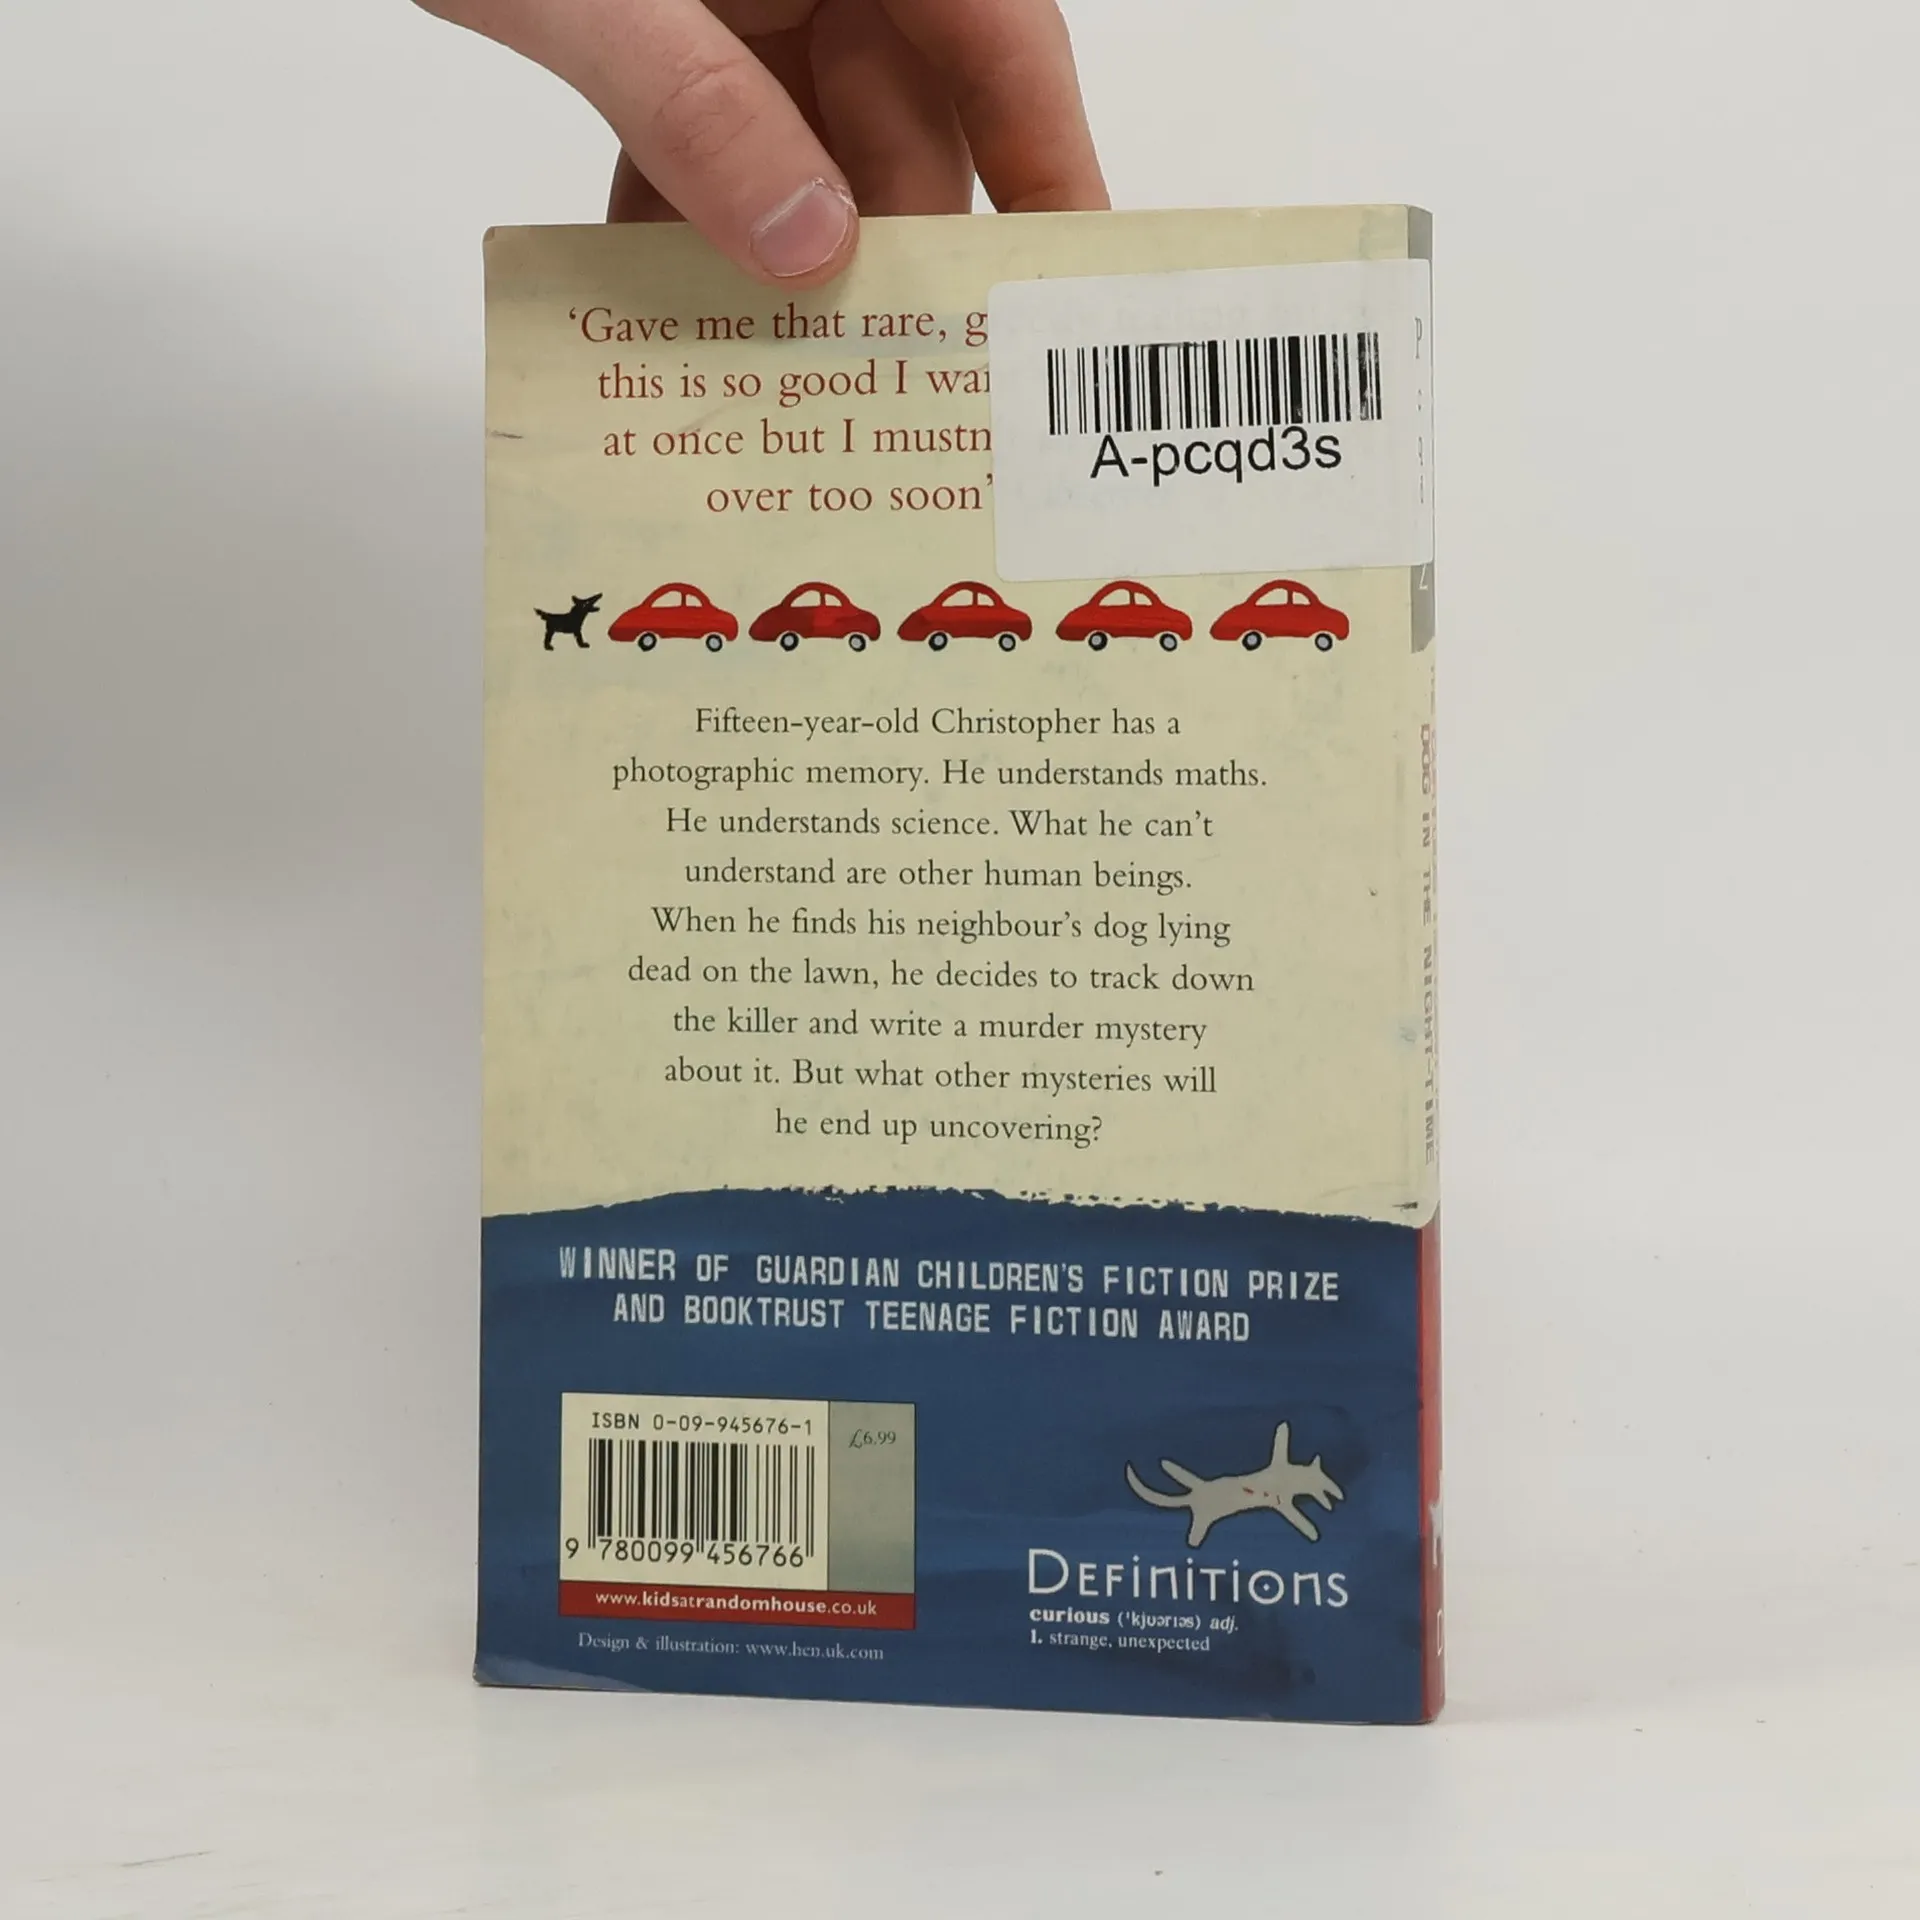 ‘Gave me that rare,
this is so good I
at once but I
over too soon’
A-pcqd3s
Fifteen-year-old Christopher has a
photographic memory. He understands maths.
He understands science. What he can’t
understand are other human beings.
When he finds his neighbour’s dog lying
dead on the lawn, he decides to track down
the killer and write a murder mystery
about it. But what other mysteries will
he end up uncovering?
WINNER OF GUARDIAN CHILDREN'S FICTION PRIZE
AND BOOKTRUST TEENAGE FICTION AWARD
ISBN 0-09-945676-1
£6.99
9 780099 456766
www.kidsatrandomhouse.co.uk
Design & illustration: www.hen.uk.com
DEFiniTiOnS
curious (ˈkjʊərɪəs) adj.
1. strange, unexpected
DOG IN THE NIGHT-TIME